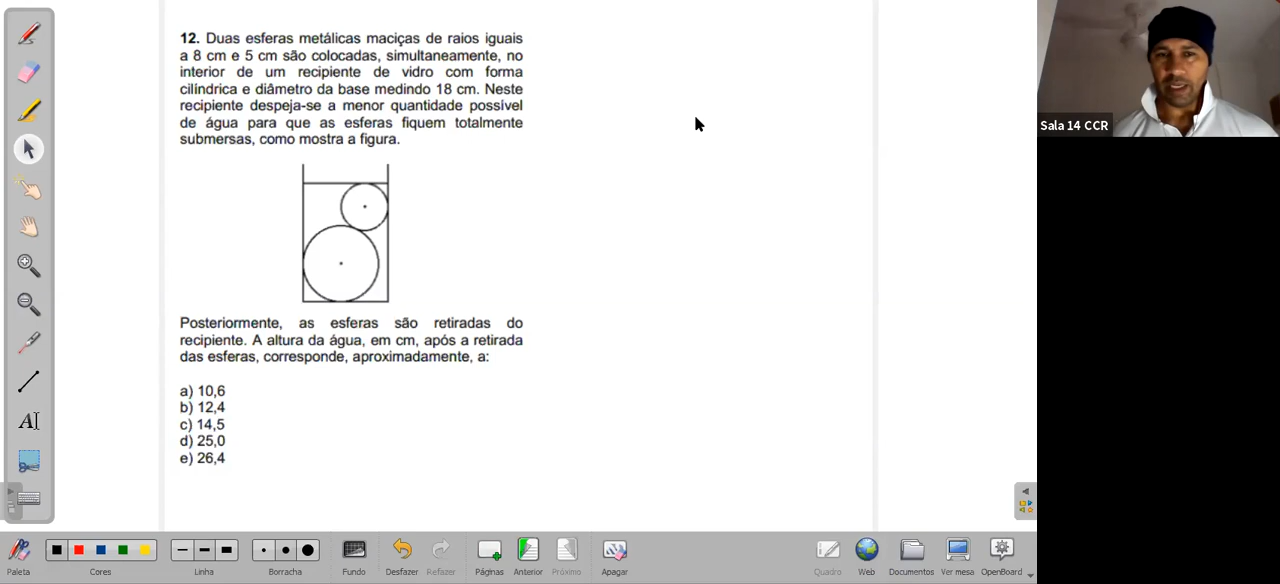 12. Duas esferas metálicas maciças de raios iguais
a 8 cm e 5 cm são colocadas, simultaneamente, no
interior de um recipiente de vidro com forma
cilíndrica e diâmetro da base medindo 18 cm. Neste
recipiente despeja-se a menor quantidade possível
de água para que as esferas fiquem totalmente
submersas, como mostra a figura.
Posteriormente, as esferas são retiradas do
recipiente. A altura da água, em cm, após a retirada
das esferas, corresponde, aproximadamente, a:
a) 10,6
b) 12,4
c) 14,5
d) 25,0
e) 26,4
Sala 14 CCR
AI
Paleta
Cores
Linha
Borracha
Fundo
Desfazer
Refazer
Páginas
Anterior
Próximo
Apagar
Quadro
Web
Documentos
Ver mesa
OpenBoard